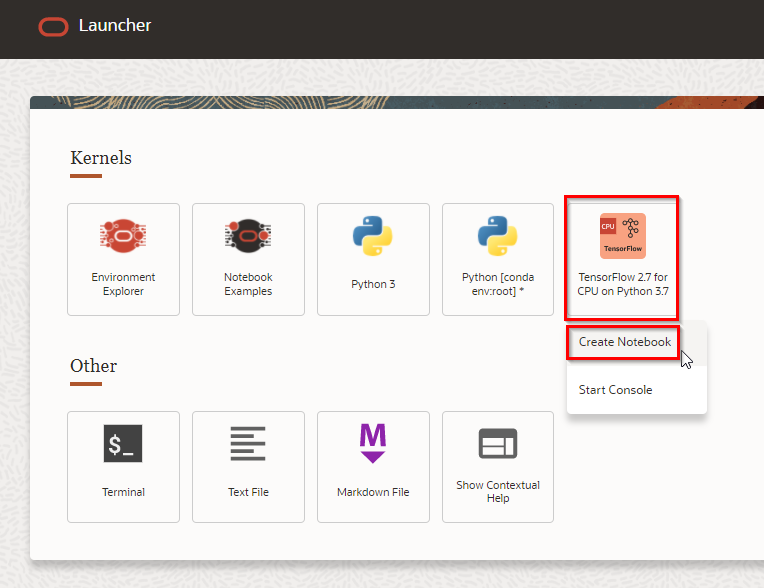 Launcher
Kernels
Environment
Explorer
Notebook
Examples
Python 3
Python [conda
env:root] *
CPU
TensorFlow
TensorFlow 2.7 for
CPU on Python 3.7
Create Notebook
Start Console
Other
$_
Terminal
Text File
M
Markdown File
Show Contextual
Help